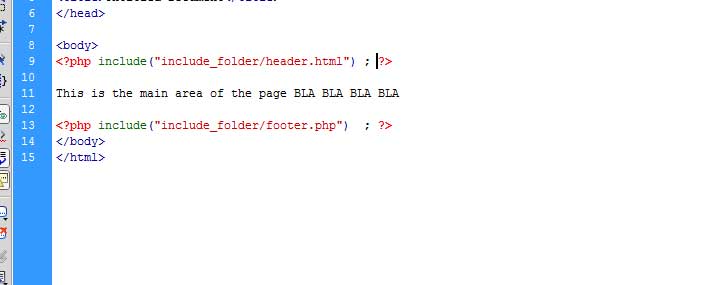 6 </head>
7
8 <body>
9 <?php include("include_folder/header.html") ; ?>
10
11 This is the main area of the page BLA BLA BLA BLA
12
13 <?php include("include_folder/footer.php")  ; ?>
14 </body>
15 </html>